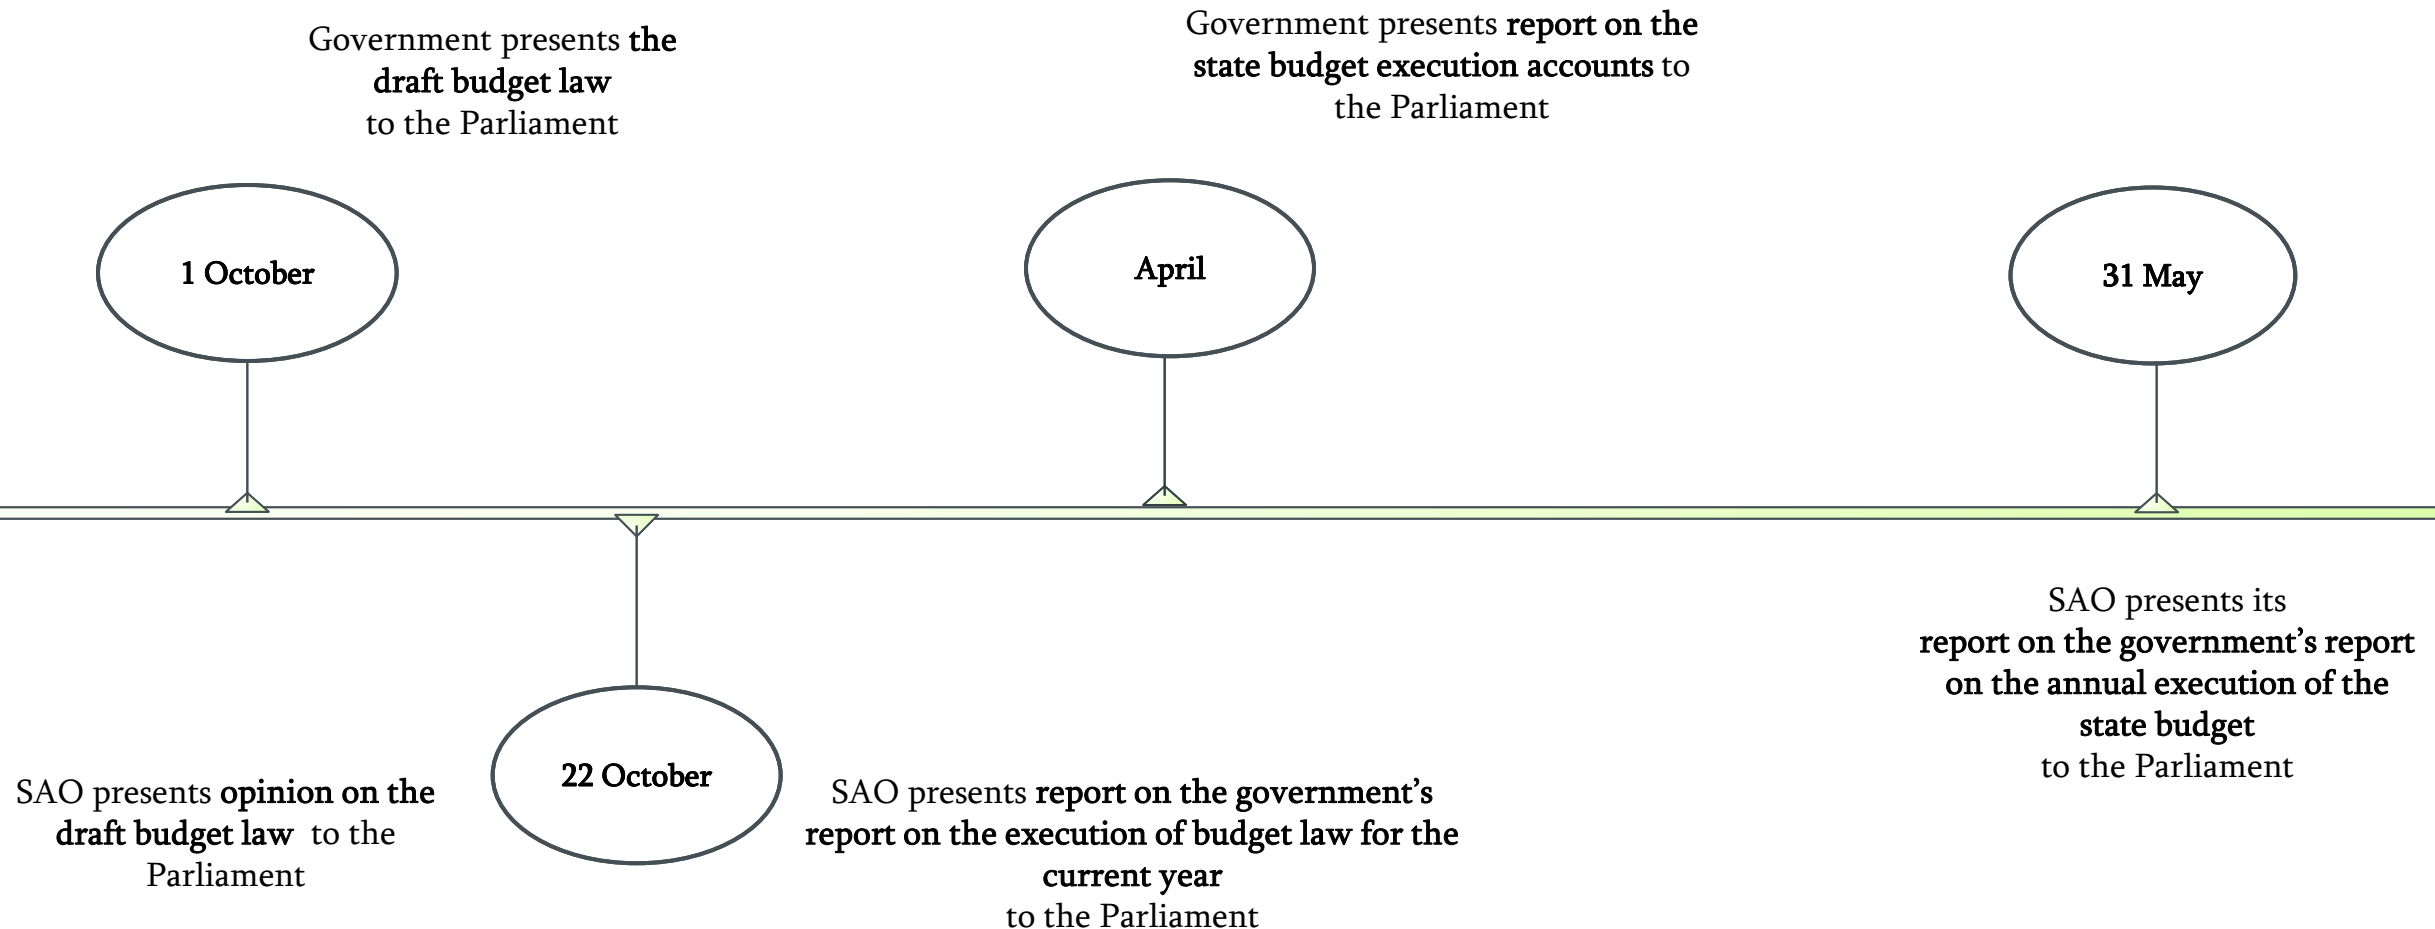 Government presents the
draft budget law
to the Parliament
Government presents report on the
state budget execution accounts to
the Parliament
1 October
April
31 May
SAO presents its
report on the government’s report
on the annual execution of the
state budget
to the Parliament
22 October
SAO presents opinion on the
draft budget law to the
Parliament
SAO presents report on the government’s
report on the execution of budget law for the
current year
to the Parliament